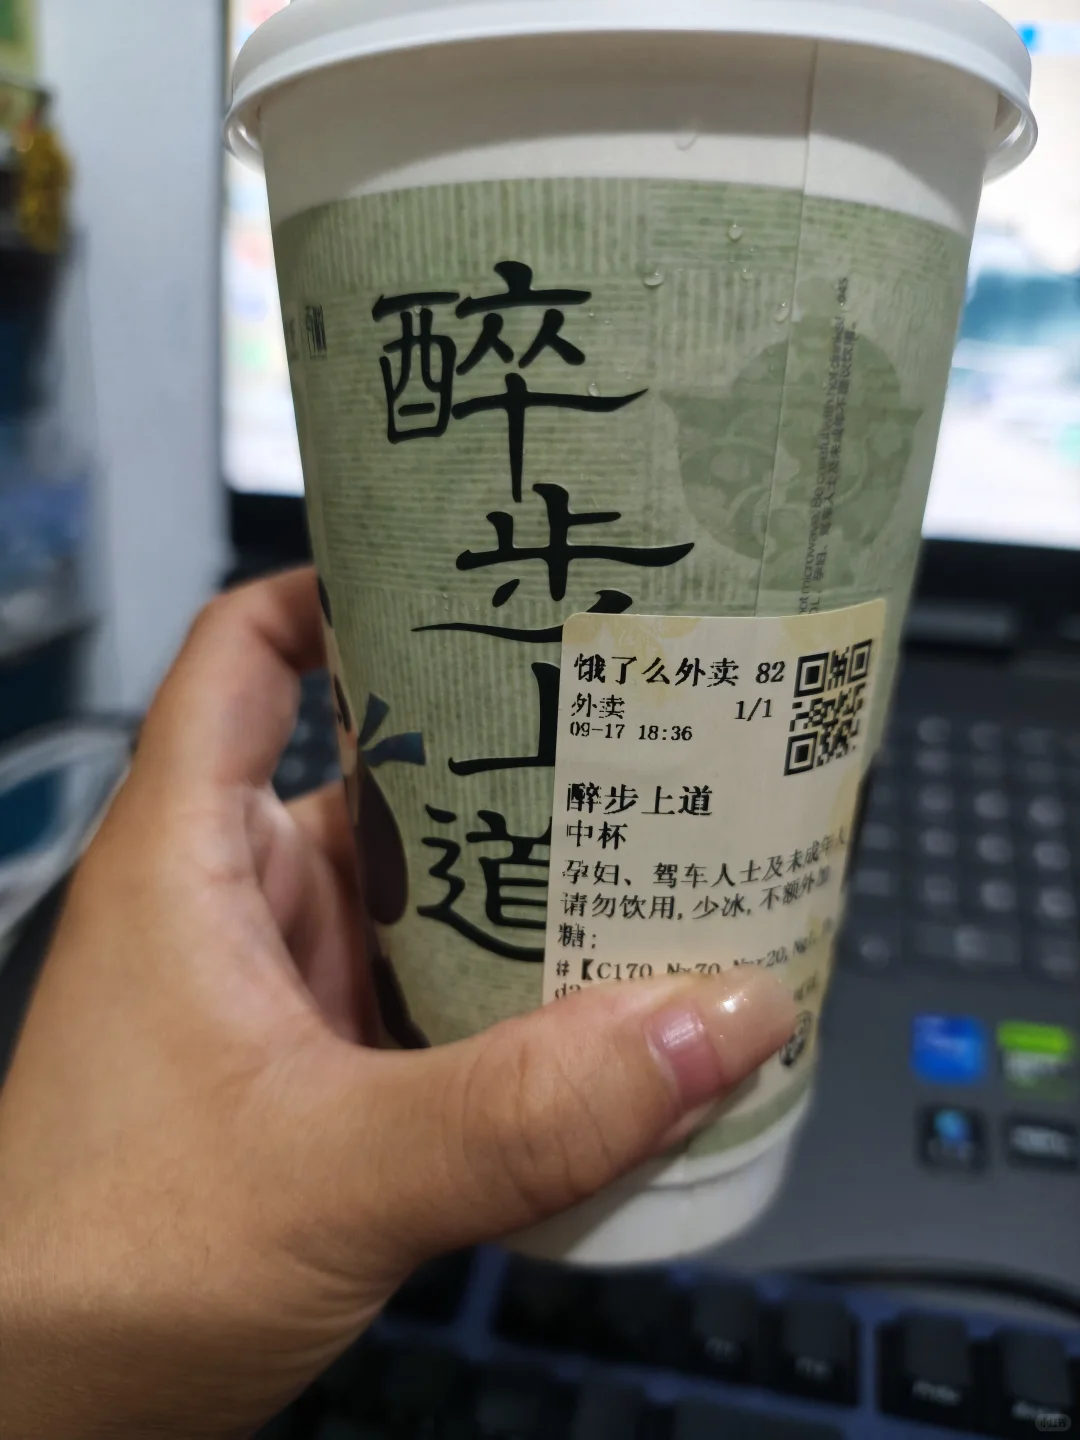 醉步上道
饿了么外卖 82
外卖 1/1
09-17 18:36
醉步上道
中杯
孕妇、驾车人士及未成年人
请勿饮用, 少冰, 不额外加
糖;
#【C170